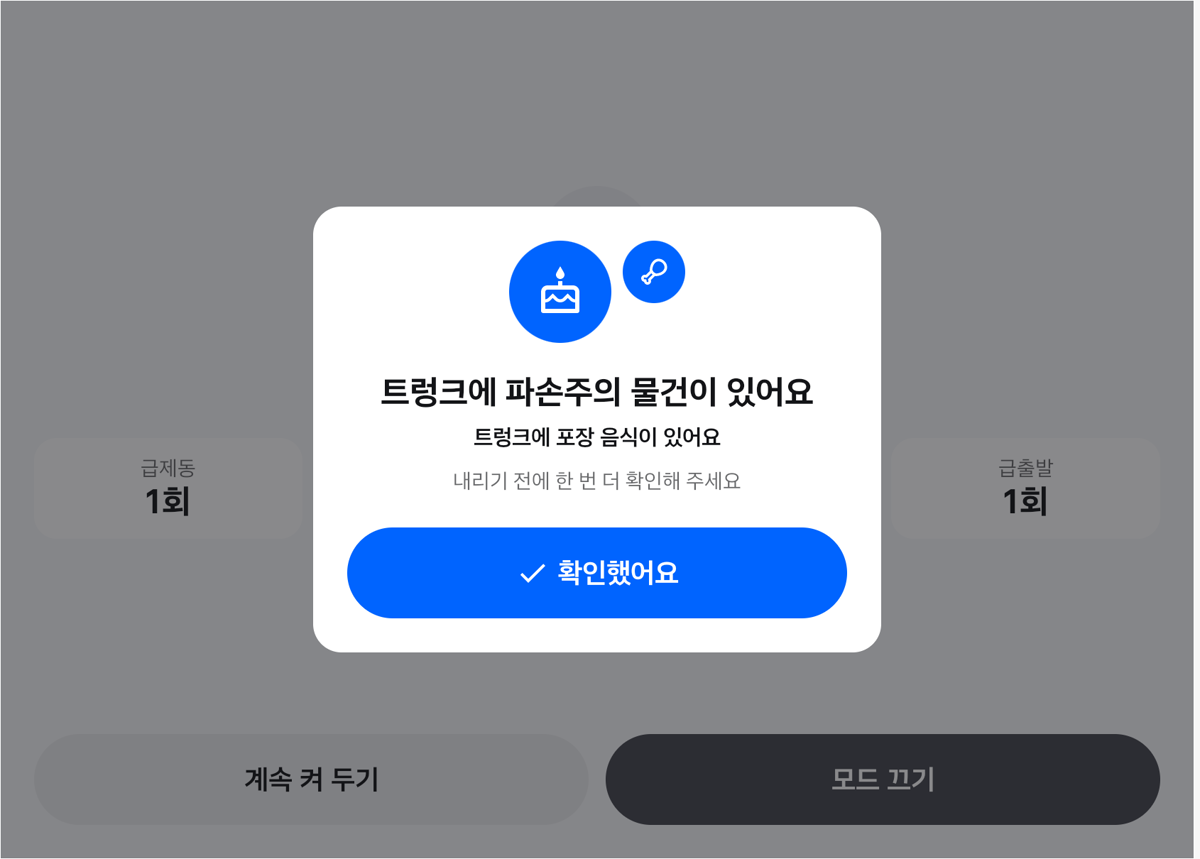 트렁크에 파손주의 물건이 있어요
트렁크에 포장 음식이 있어요
내리기 전에 한 번 더 확인해 주세요
확인했어요
급제동
1회
급출발
1회
계속 켜 두기
모드 끄기